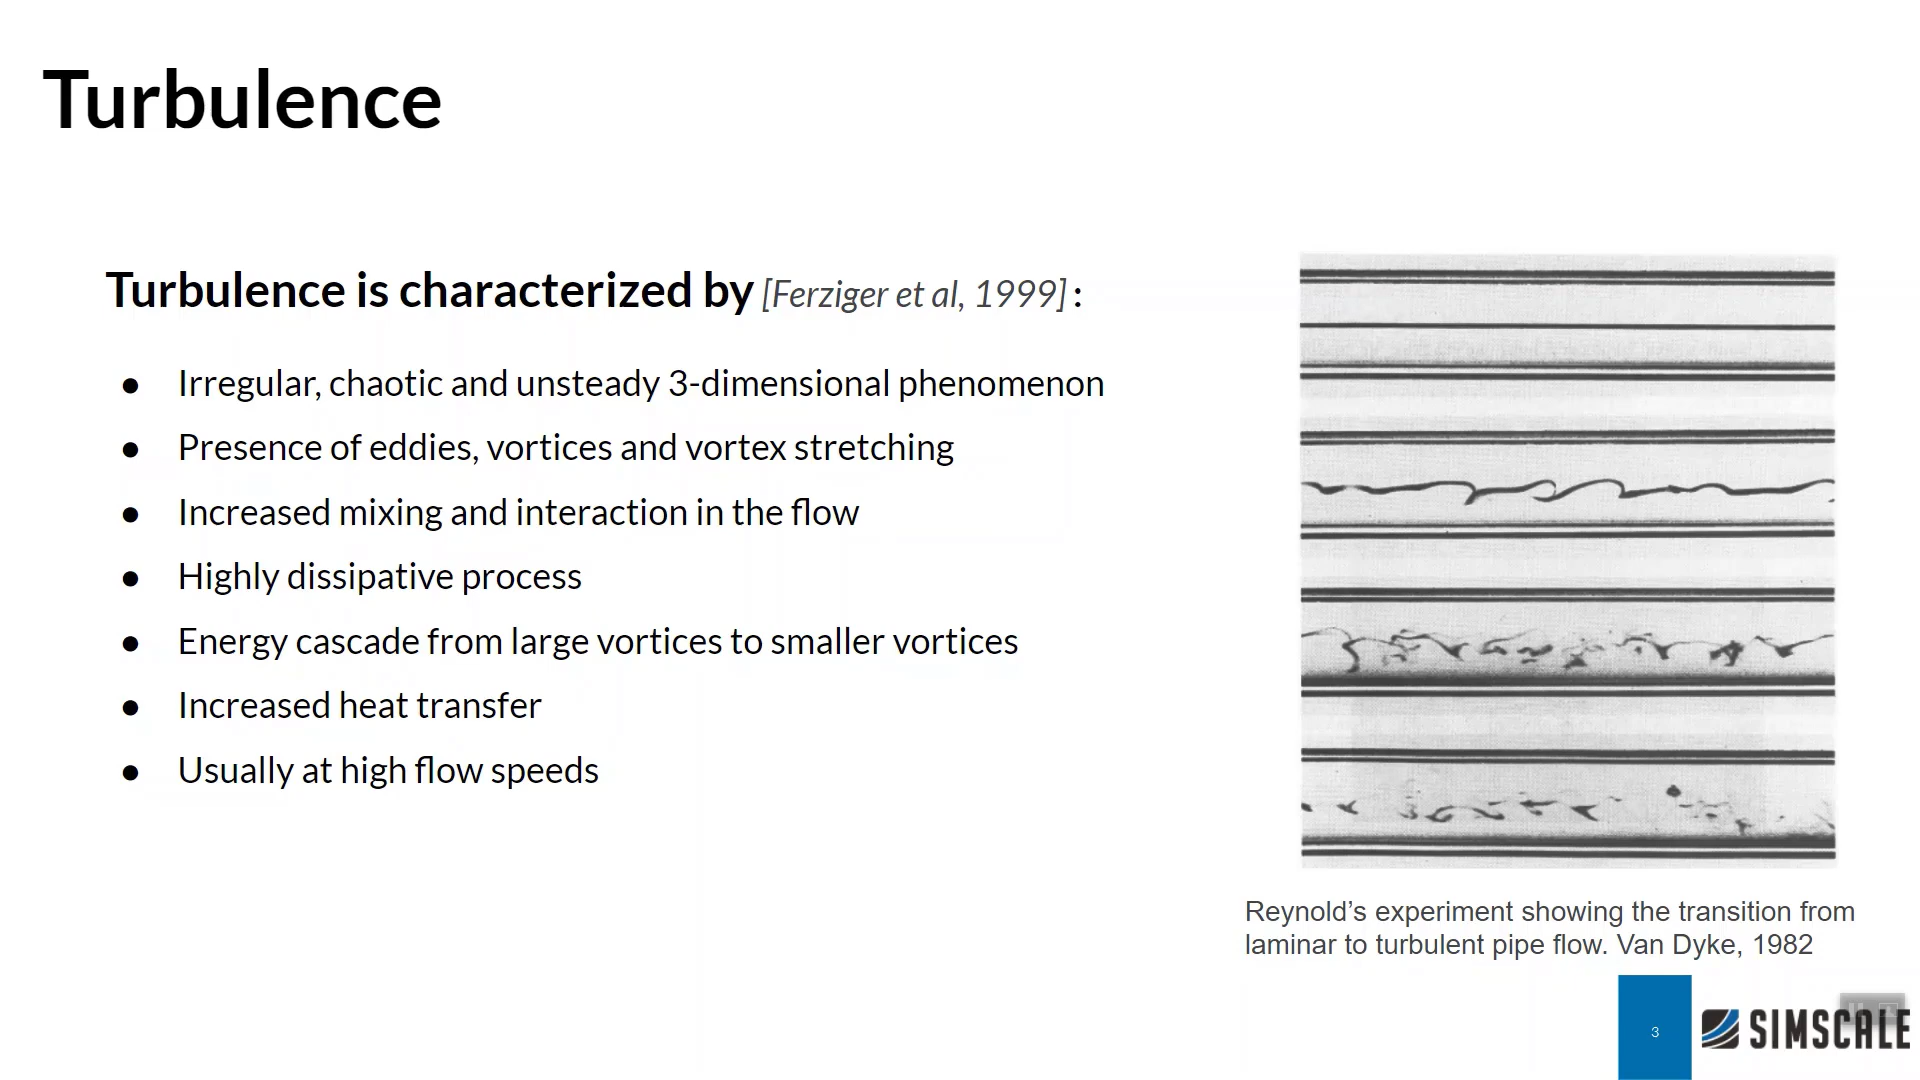 Turbulence
Turbulence is characterized by [Ferziger et al, 1999] :
● Irregular, chaotic and unsteady 3-dimensional phenomenon
● Presence of eddies, vortices and vortex stretching
● Increased mixing and interaction in the flow
● Highly dissipative process
● Energy cascade from large vortices to smaller vortices
● Increased heat transfer
● Usually at high flow speeds
Reynold’s experiment showing the transition from
laminar to turbulent pipe flow. Van Dyke, 1982
3
SIMSCALE